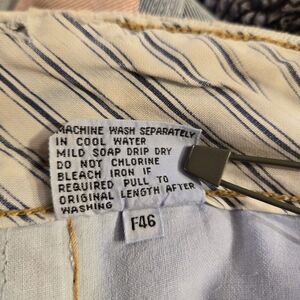 MACHINE WASH SEPARATELY
IN COOL WATER
MILD SOAP DRIP DRY
DO NOT CHLORINE
BLEACH IRON IF
REQUIRED PULL TO
ORIGINAL LENGTH AFTER
WASHING
F46